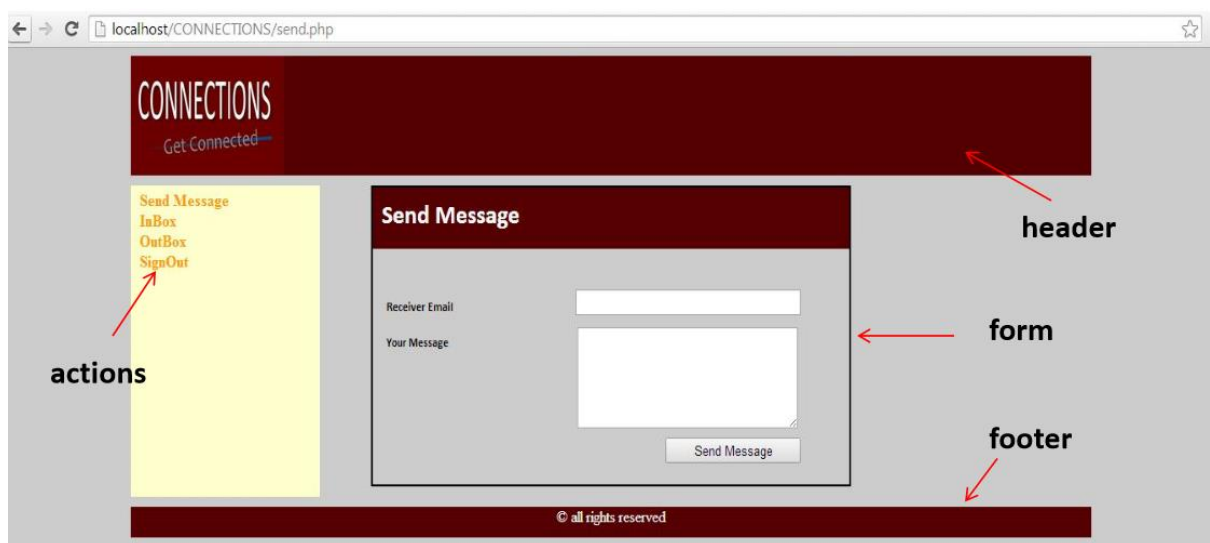 localhost/CONNECTIONS/send.php
CONNECTIONS
Get Connected
header
Send Message
InBox
OutBox
SignOut
actions
Send Message
Receiver Email
Your Message
Send Message
form
footer
© all rights reserved